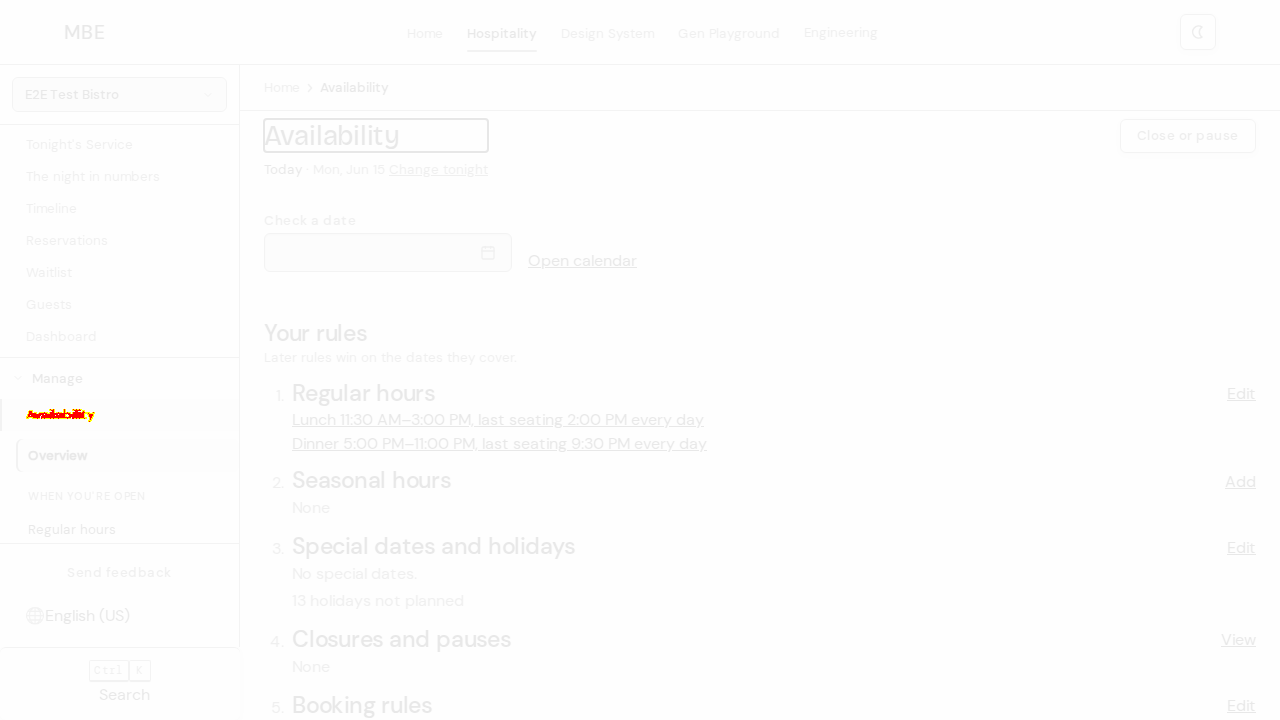 MBE
Home
Hospitality
Design System
Gen Playground
Engineering
E2E Test Bistro
Tonight's Service
The night in numbers
Timeline
Reservations
Waitlist
Guests
Dashboard
Manage
Availability
Overview
WHEN YOU'RE OPEN
Regular hours
Send feedback
English (US)
Ctrl K
Search
Home > Availability
Availability
Close or pause
Today · Mon, Jun 15 Change tonight
Check a date
Open calendar
Your rules
Later rules win on the dates they cover.
1. Regular hours
Edit
Lunch 11:30 AM–3:00 PM, last seating 2:00 PM every day
Dinner 5:00 PM–11:00 PM, last seating 9:30 PM every day
2. Seasonal hours
Add
None
3. Special dates and holidays
Edit
No special dates.
13 holidays not planned
4. Closures and pauses
View
None
5. Booking rules
Edit